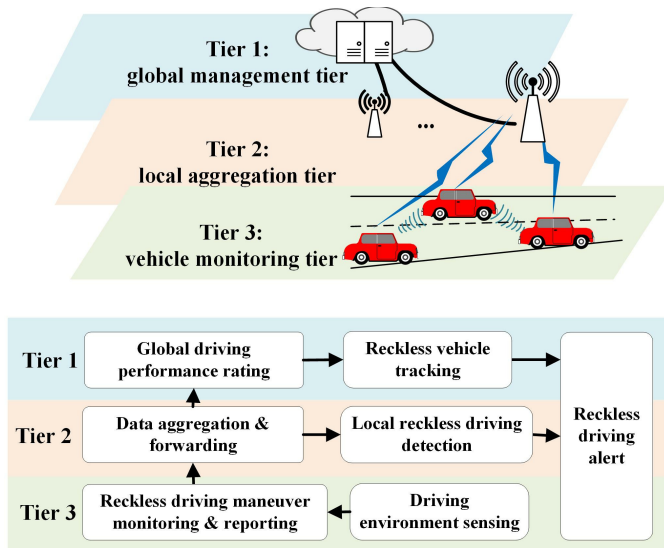 Tier 1:
global management tier
...
Tier 2:
local aggregation tier
Tier 3:
vehicle monitoring tier
Tier 1
Global driving
performance rating
Reckless vehicle
tracking
Tier 2
Data aggregation &
forwarding
Local reckless driving
detection
Reckless
driving
alert
Tier 3
Reckless driving maneuver
monitoring & reporting
Driving
environment sensing